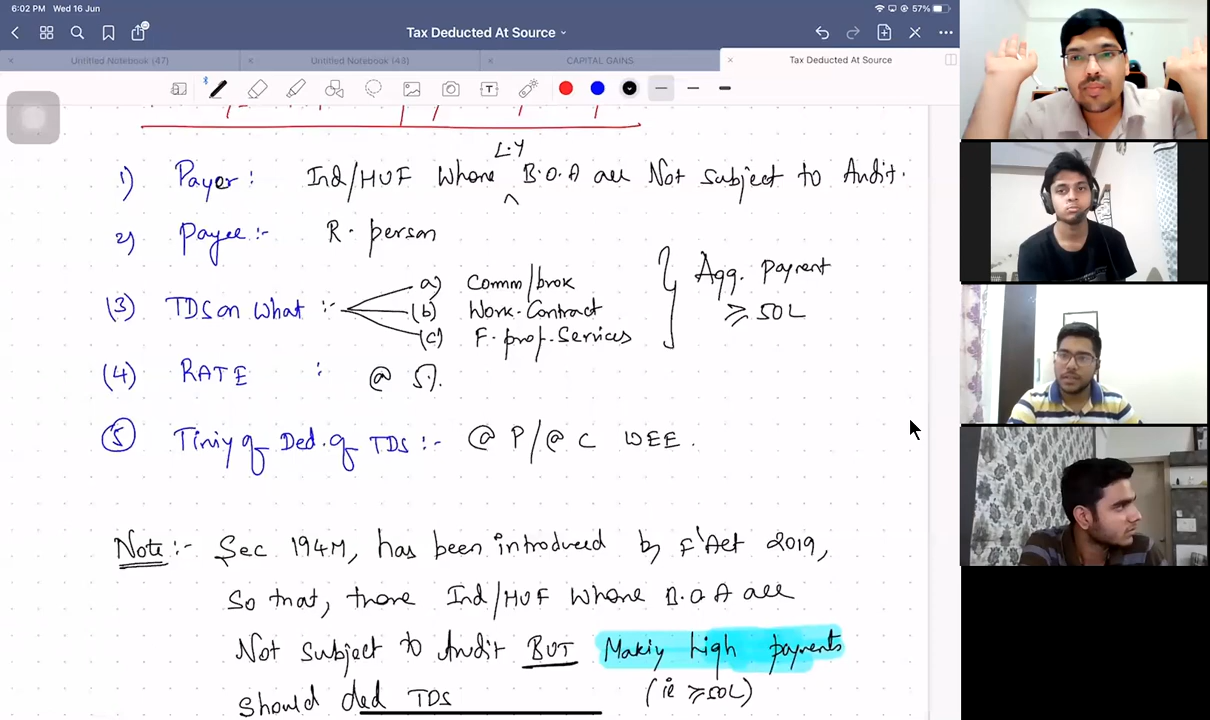 6:02 PM Wed 16 Jun
57%
Tax Deducted At Source
Untitled Notebook (47)
Untitled Notebook (48)
CAPITAL GAINS
Tax Deducted At Source
L.Y
1) Payer: Ind/HUF Whose B.O.A are Not Subject to Audit.
2) Payee:- R. person
a) Comm/brok
(3) TDS on What :- (b) Work.Contract
(c) F. prof. Services
Agg. Payment
≥ 50L
(4) RATE : @ 5%.
(5) Timiy of Ded. of TDS :- @ P/@ C WEE.
Note:- Sec 194M, has been introduced by F'Act 2019,
So that, those Ind/HUF Whose B.O.A are
Not Subject to Audit BUT Makiy high payments
Should ded TDS (ie ≥50L)